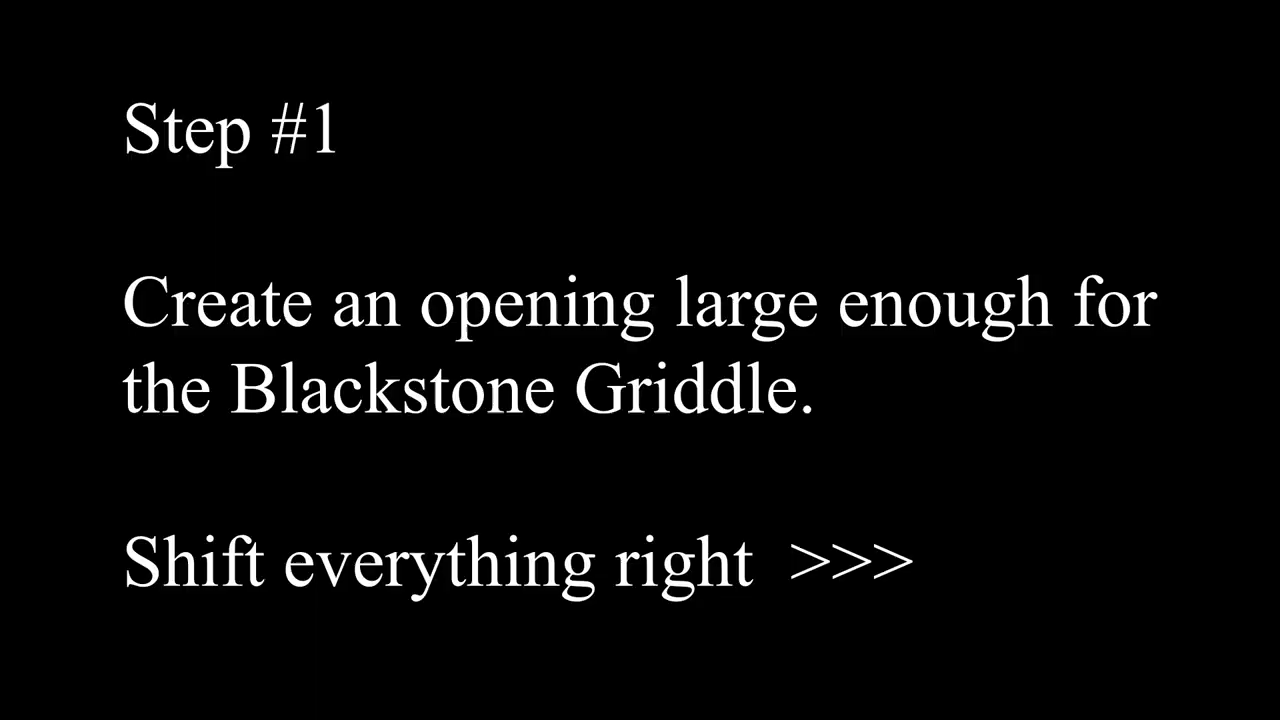 Step #1
Create an opening large enough for
the Blackstone Griddle.
Shift everything right  >>>